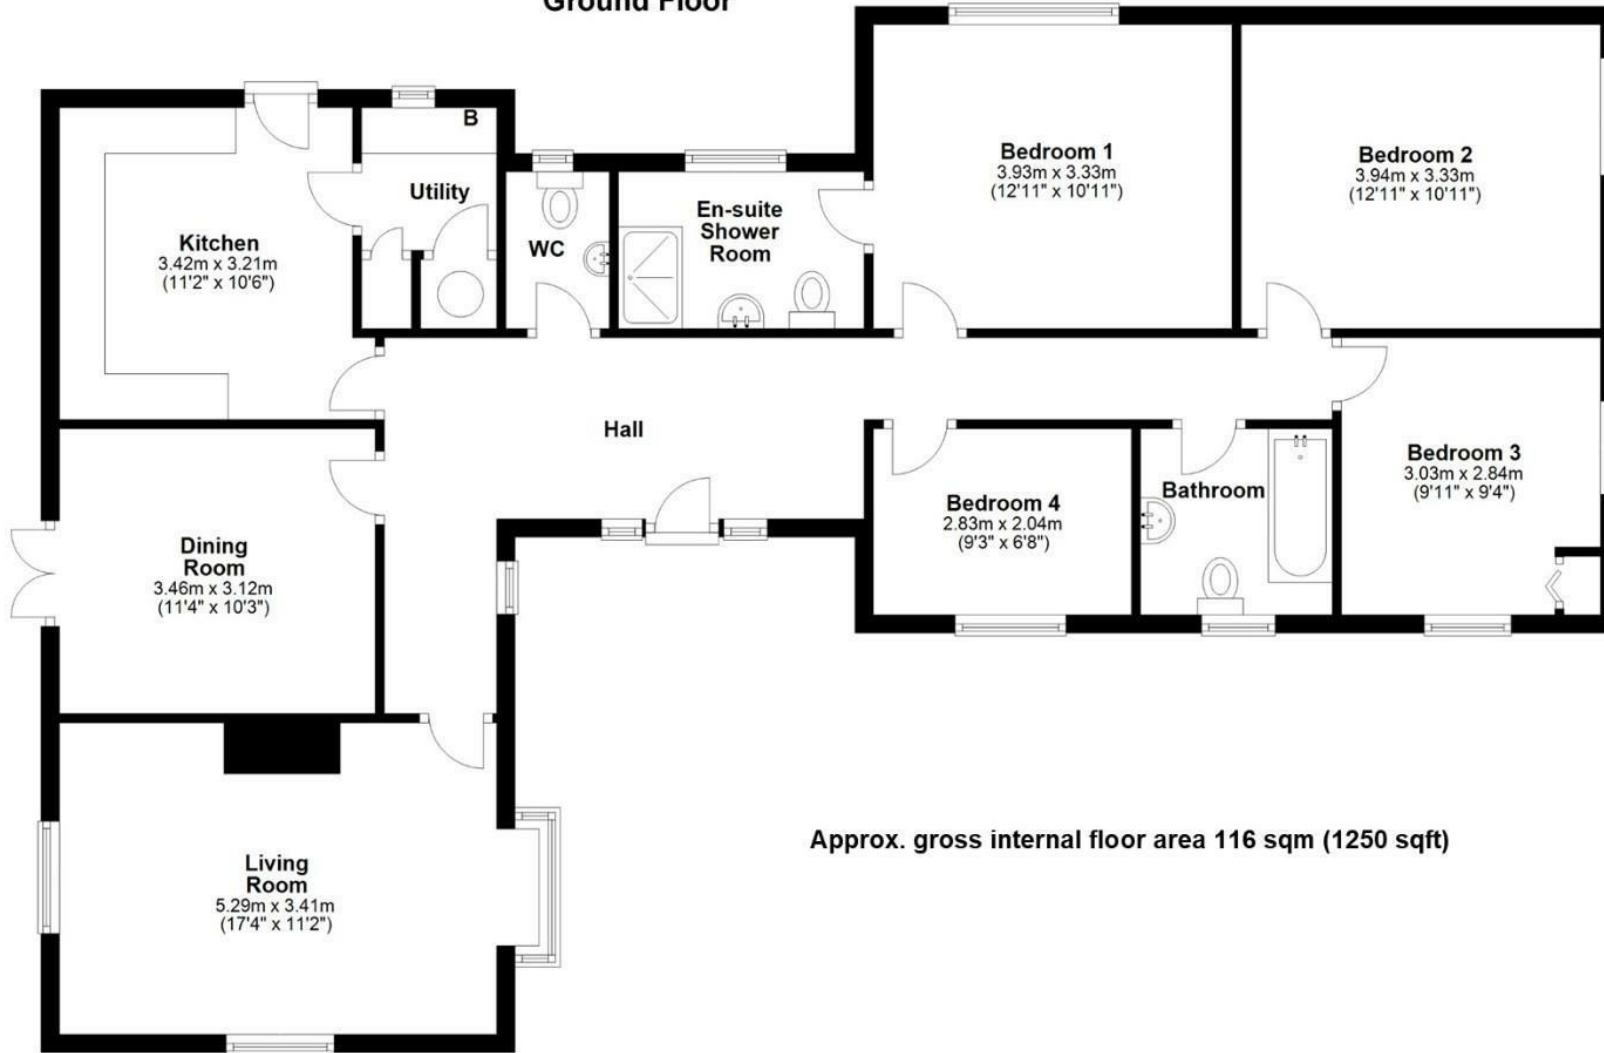 Ground Floor
B
Utility
Kitchen
3.42m x 3.21m
(11'2" x 10'6")
WC
En-suite
Shower
Room
Bedroom 1
3.93m x 3.33m
(12'11" x 10'11")
Bedroom 2
3.94m x 3.33m
(12'11" x 10'11")
Hall
Dining
Room
3.46m x 3.12m
(11'4" x 10'3")
Bedroom 4
2.83m x 2.04m
(9'3" x 6'8")
Bathroom
Bedroom 3
3.03m x 2.84m
(9'11" x 9'4")
Living
Room
5.29m x 3.41m
(17'4" x 11'2")
Approx. gross internal floor area 116 sqm (1250 sqft)